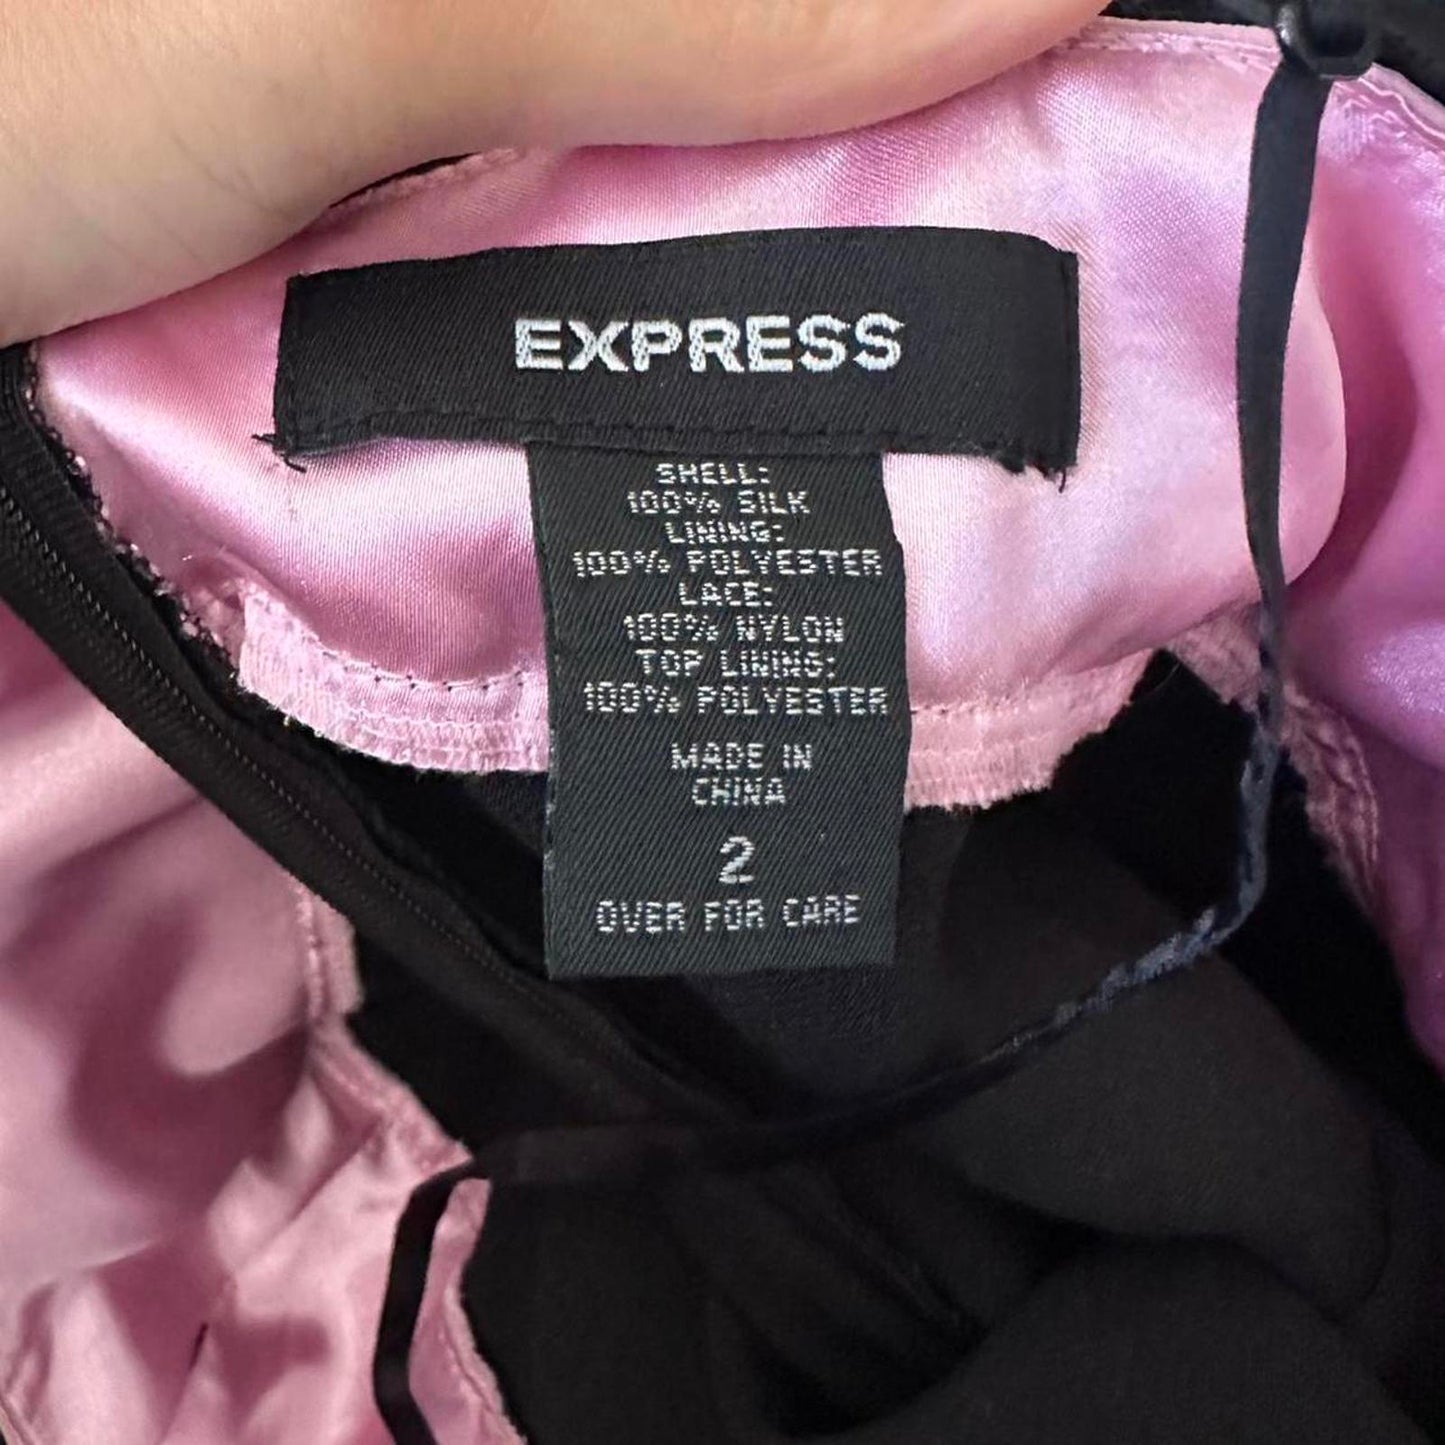 EXPRESS
SHELL:
100% SILK
LINING:
100% POLYESTER
LACE:
100% NYLON
TOP LINING:
100% POLYESTER
MADE IN
CHINA
2
OVER FOR CARE